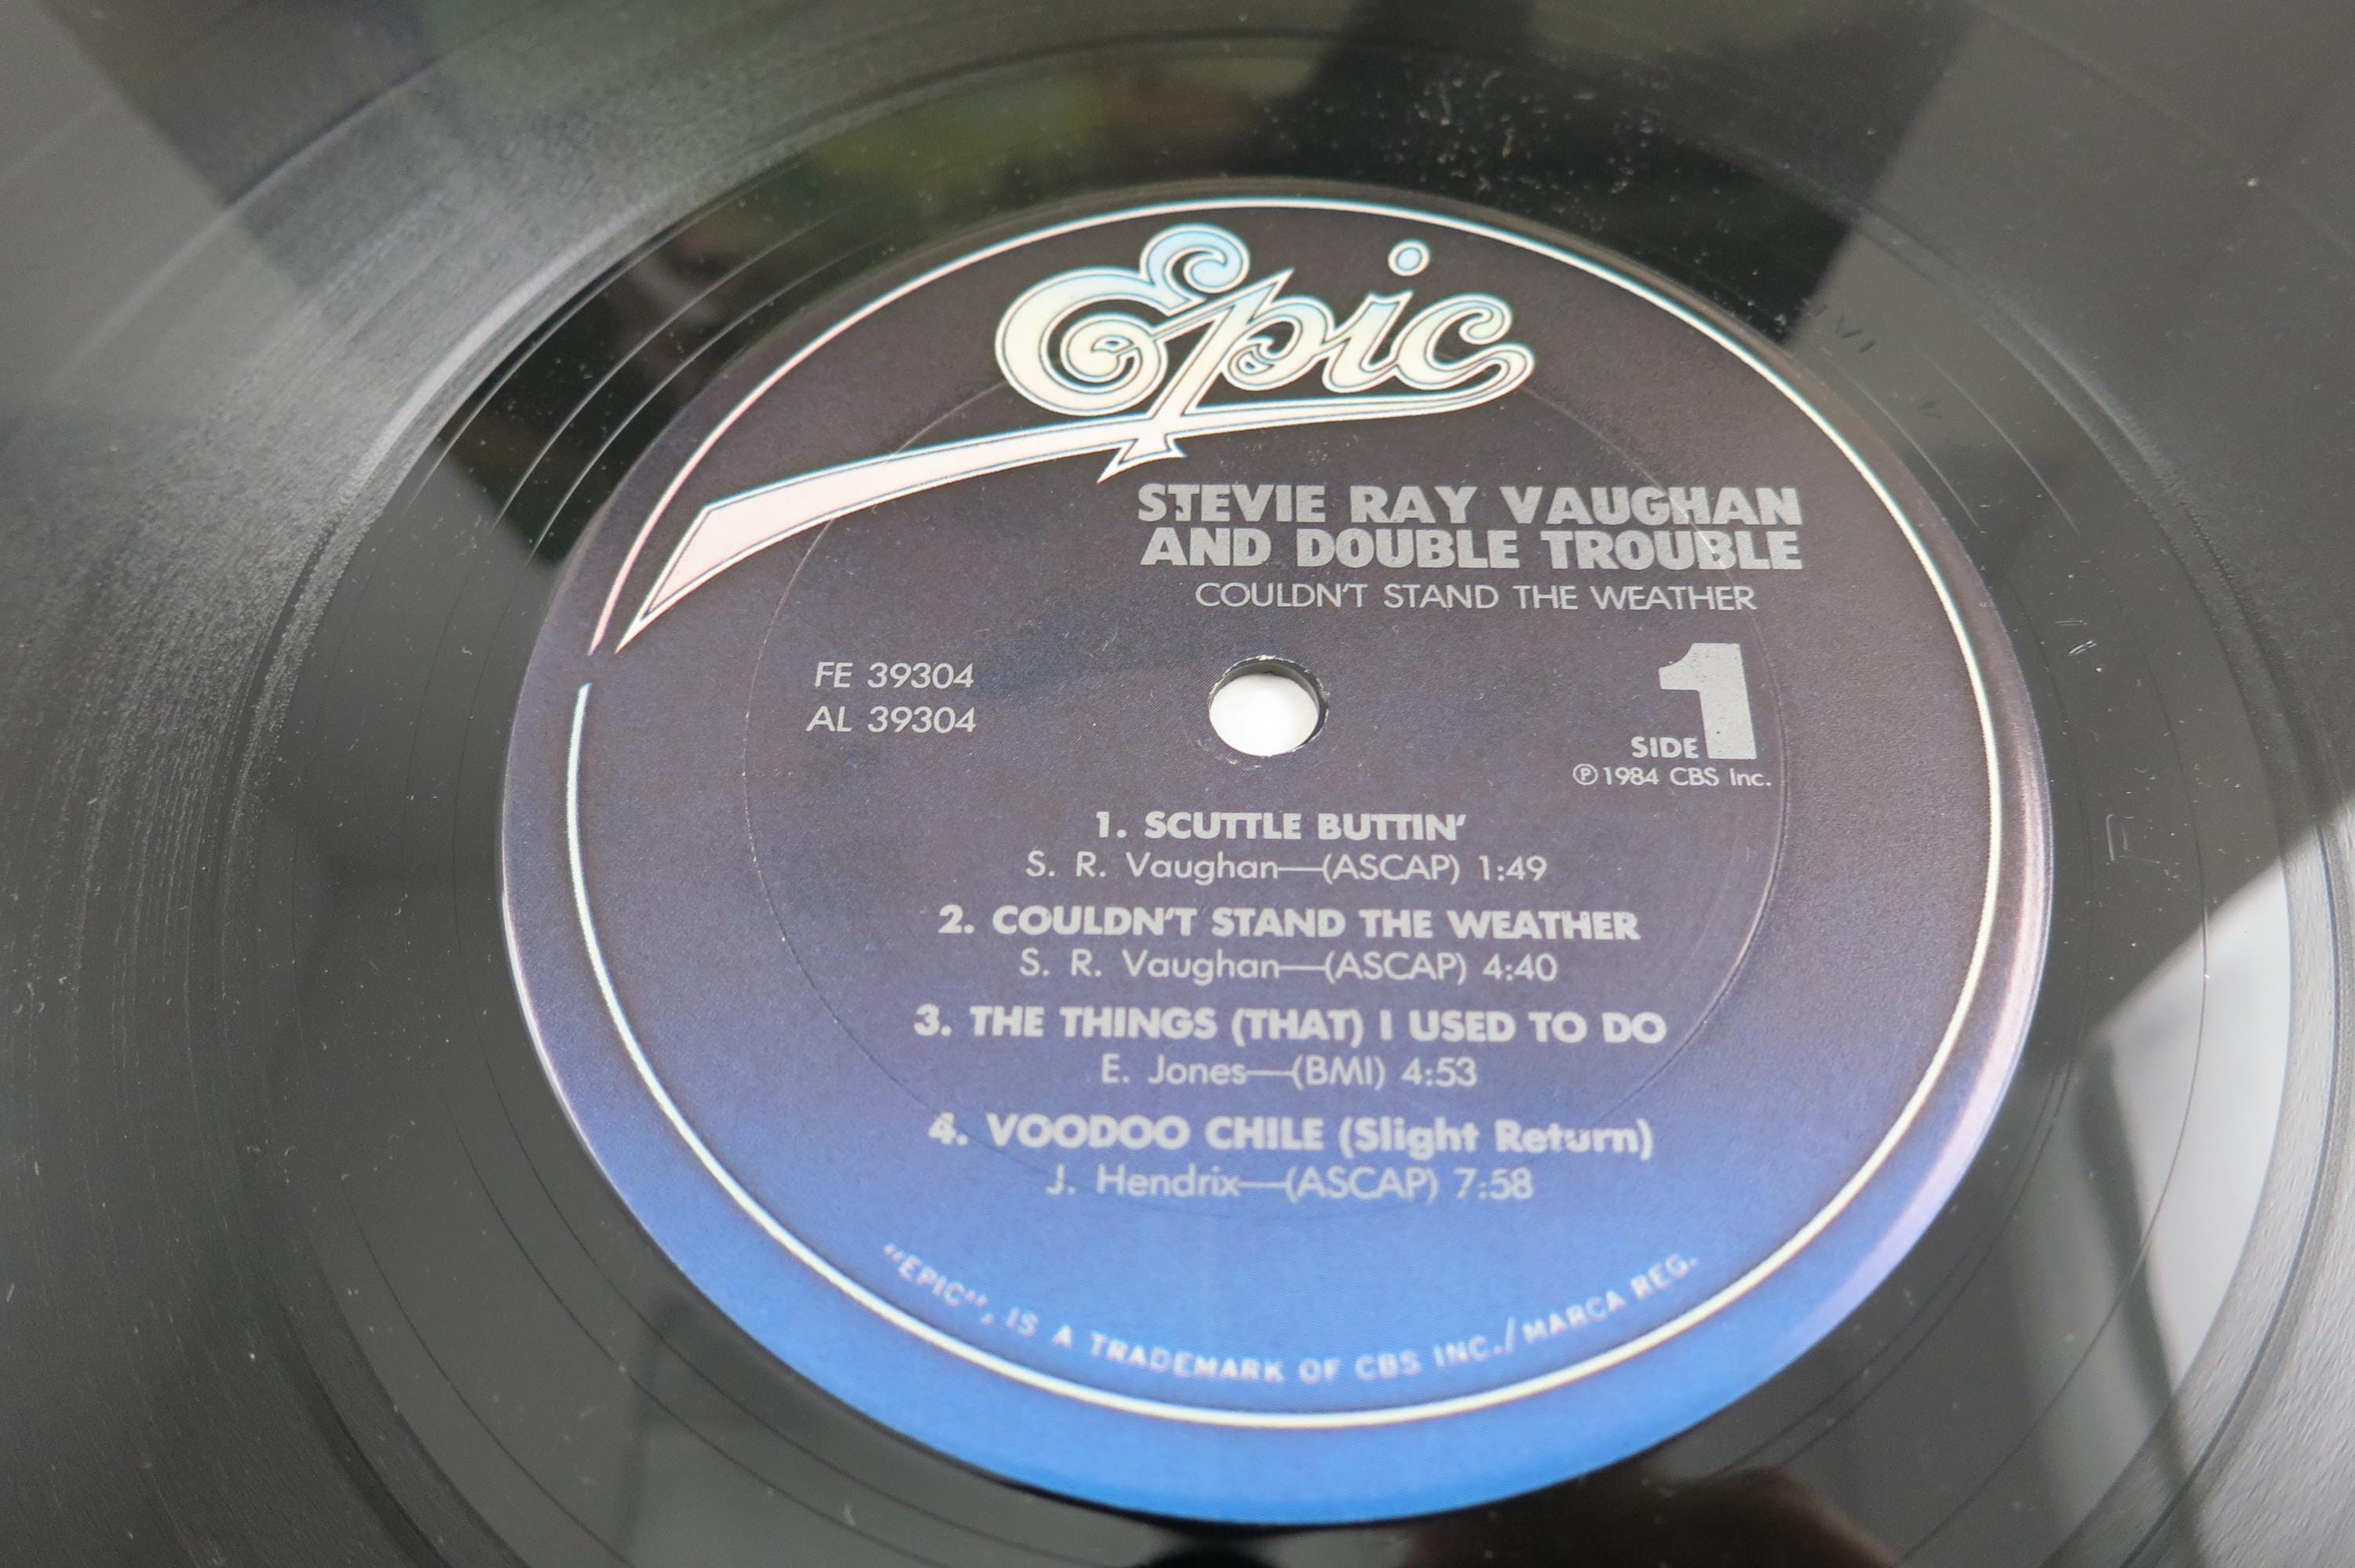 Epic
STEVIE RAY VAUGHAN
AND DOUBLE TROUBLE
COULDN'T STAND THE WEATHER
FE 39304
AL 39304
SIDE 1
℗ 1984 CBS Inc.
1. SCUTTLE BUTTIN'
S. R. Vaughan—(ASCAP) 1:49
2. COULDN'T STAND THE WEATHER
S. R. Vaughan—(ASCAP) 4:40
3. THE THINGS (THAT) I USED TO DO
E. Jones—(BMI) 4:53
4. VOODOO CHILE (Slight Return)
J. Hendrix—(ASCAP) 7:58
"EPIC", IS A TRADEMARK OF CBS INC./MARCA REG.